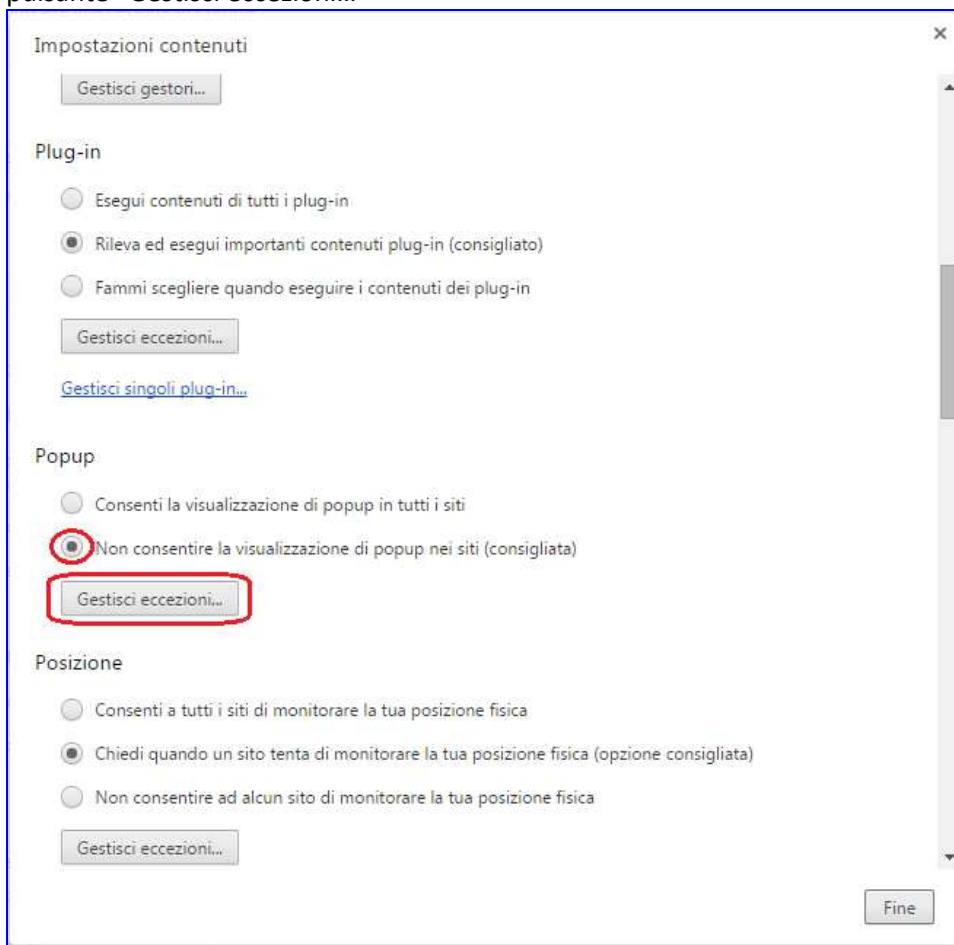 pulsante "Gestisci eccezioni...
Impostazioni contenuti
Gestisci gestori...
Plug-in
Esegui contenuti di tutti i plug-in
Rileva ed esegui importanti contenuti plug-in (consigliato)
Fammi scegliere quando eseguire i contenuti dei plug-in
Gestisci eccezioni...
Gestisci singoli plug-in...
Popup
Consenti la visualizzazione di popup in tutti i siti
Non consentire la visualizzazione di popup nei siti (consigliata)
Gestisci eccezioni...
Posizione
Consenti a tutti i siti di monitorare la tua posizione fisica
Chiedi quando un sito tenta di monitorare la tua posizione fisica (opzione consigliata)
Non consentire ad alcun sito di monitorare la tua posizione fisica
Gestisci eccezioni...
Fine